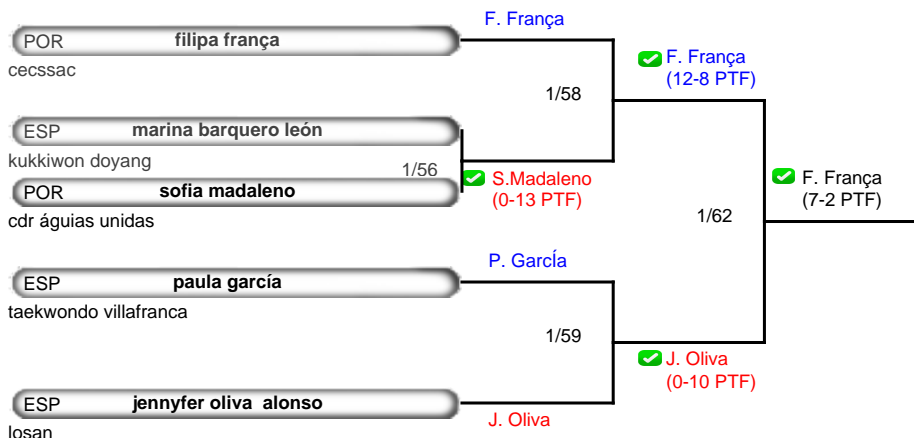 F. França
POR filipa frança
cecssac
F. França
(12-8 PTF)
1/58
ESP marina barquero león
kukkiwon doyang
1/56
S.Madaleno
(0-13 PTF)
POR sofia madaleno
cdr águias unidas
F. França
(7-2 PTF)
1/62
P. García
ESP paula garcía
taekwondo villafranca
1/59
J. Oliva
(0-10 PTF)
ESP jennyfer oliva alonso
J. Oliva
losan